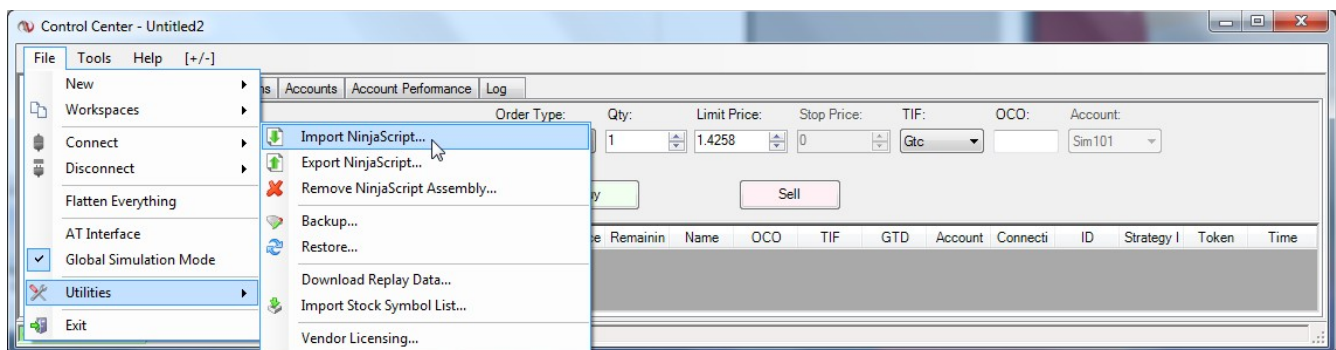 Control Center - Untitled2
File Tools Help [+/-]
ns Accounts Account Performance Log
New
Workspaces
Connect
Disconnect
Flatten Everything
AT Interface
Global Simulation Mode
Utilities
Exit
Import NinjaScript...
Export NinjaScript...
Remove NinjaScript Assembly...
Backup...
Restore...
Download Replay Data...
Import Stock Symbol List...
Vendor Licensing...
Order Type: Qty: Limit Price: Stop Price: TIF: OCO: Account:
1 1.4258 0 Gtc Sim101
Sell
Remainin Name OCO TIF GTD Account Connecti ID Strategy I Token Time